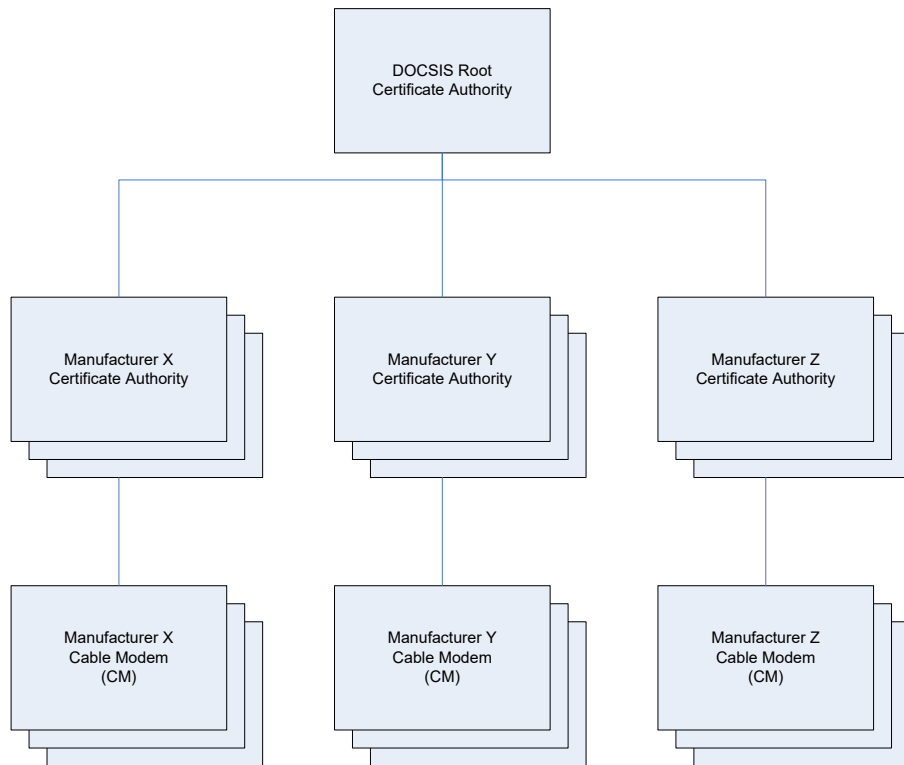 DOCSIS Root
Certificate Authority
Manufacturer X
Certificate Authority
Manufacturer Y
Certificate Authority
Manufacturer Z
Certificate Authority
Manufacturer X
Cable Modem
(CM)
Manufacturer Y
Cable Modem
(CM)
Manufacturer Z
Cable Modem
(CM)